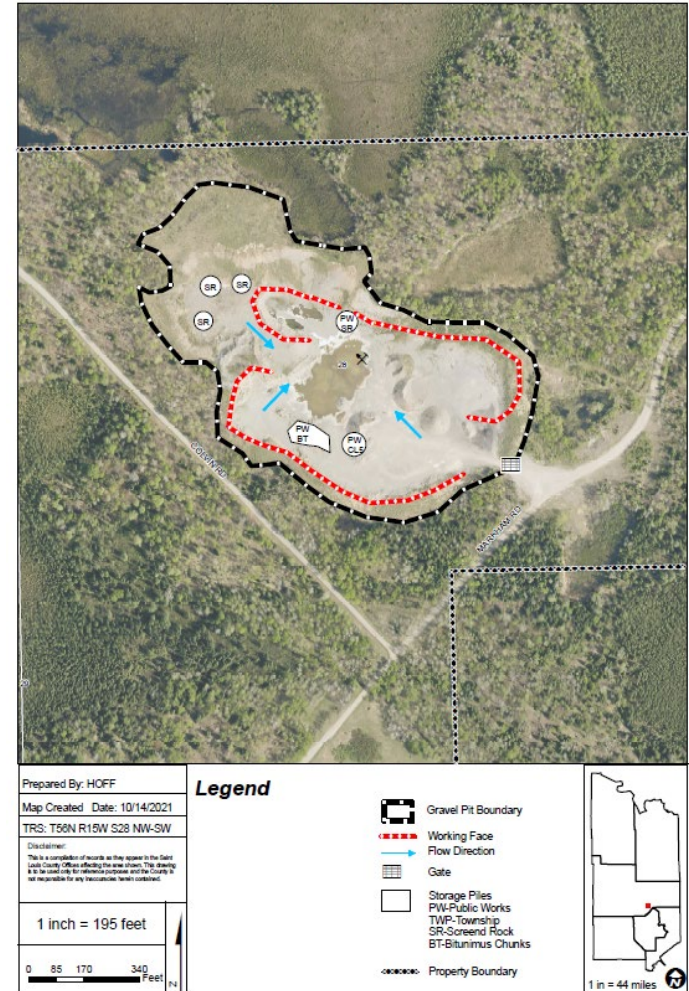 SR
SR
SR
PW
SR
28
PW
BT
PW
CL5
COLVIN RD
MARKHAM RD
Prepared By: HOFF
Map Created Date: 10/14/2021
TRS: T56N R15W S28 NW-SW
Disclaimer:
This is a compilation of records as they appear in the Saint
Louis County Offices affecting the area shown. This drawing
is to be used only for reference purposes and the County is
not responsible for any inaccuracies herein contained.
1 inch = 195 feet
0 85 170 340
Feet
N
Legend
Gravel Pit Boundary
Working Face
Flow Direction
Gate
Storage Piles
PW-Public Works
TWP-Township
SR-Screend Rock
BT-Bitunimus Chunks
Property Boundary
1 in = 44 miles
N